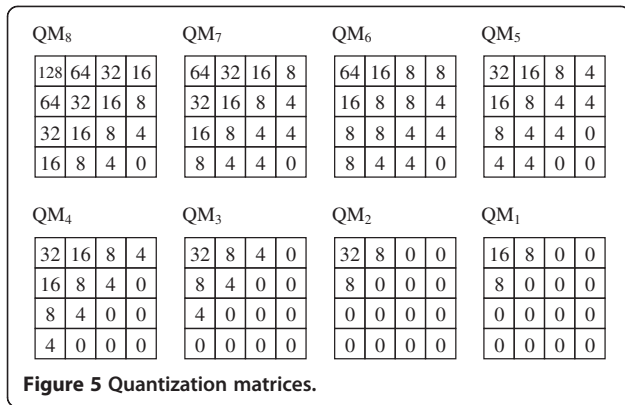 QM8 QM7 QM6 QM5
128 64 32 16 64 32 16 8 64 16 8 8 32 16 8 4
64 32 16 8 32 16 8 4 16 8 8 4 16 8 4 4
32 16 8 4 16 8 4 4 8 8 4 4 8 4 4 0
16 8 4 0 8 4 4 0 8 4 4 0 4 4 0 0
QM4 QM3 QM2 QM1
32 16 8 4 32 8 4 0 32 8 0 0 16 8 0 0
16 8 4 0 8 4 0 0 8 0 0 0 8 0 0 0
8 4 0 0 4 0 0 0 0 0 0 0 0 0 0 0
4 0 0 0 0 0 0 0 0 0 0 0 0 0 0 0
Figure 5 Quantization matrices.